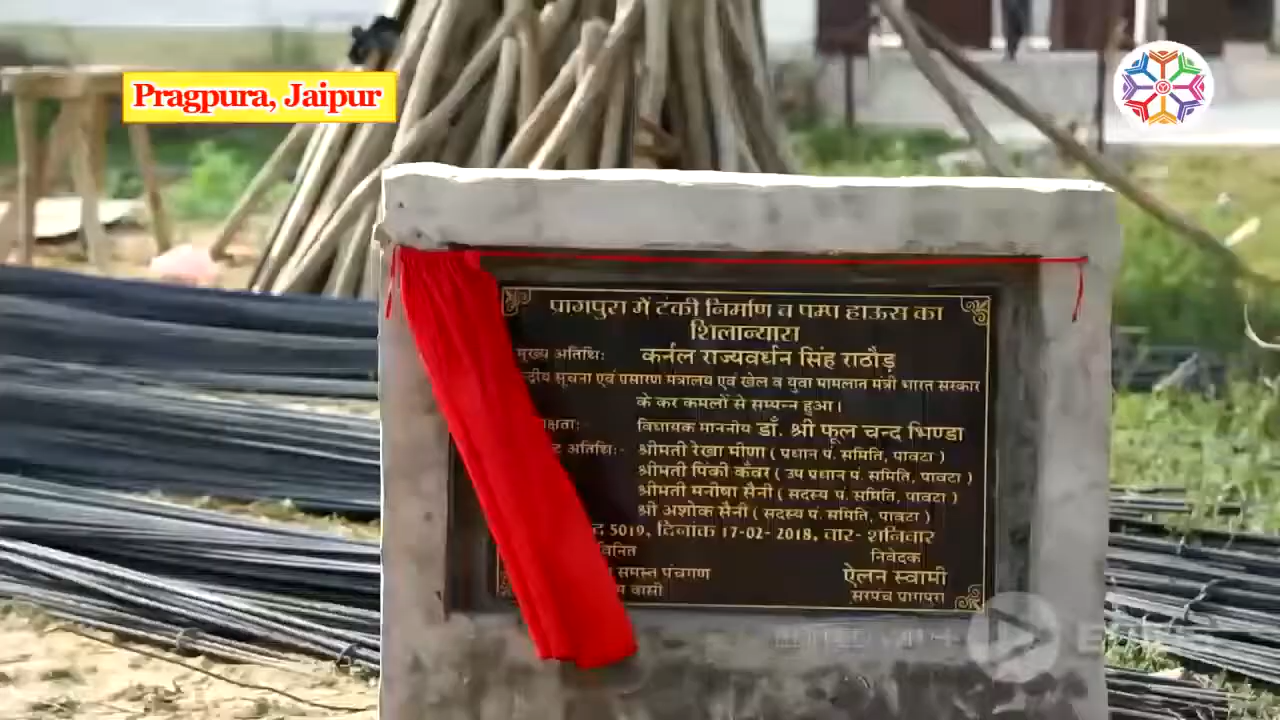 Pragpura, Jaipur
प्रागपुरा में टंकी निर्माण व पम्प हाऊस का
शिलान्यास
मुख्य अतिथि: कर्नल राज्यवर्धन सिंह राठौड़
सूचना एवं प्रसारण मंत्रालय एवं खेल व युवा मामलात मंत्री भारत सरकार
के कर कमलों से सम्पन्न हुआ।
विधायक माननीय डॉ. श्री फूल चन्द भिण्डा
अतिथि:- श्रीमती रेखा मीणा ( प्रधान पं. समिति, पावटा )
श्रीमती पिंकी कँवर ( उप प्रधान पं. समिति, पावटा )
श्रीमती मनीषा सैनी ( सदस्य पं. समिति, पावटा )
श्री अशोक सैनी ( सदस्य पं. समिति, पावटा )
5019, दिनांक 17-02- 2018, वार- शनिवार
विनित निवेदक
समस्त पंचगण ऐलन स्वामी
वासी सरपंच प्रागपुरा